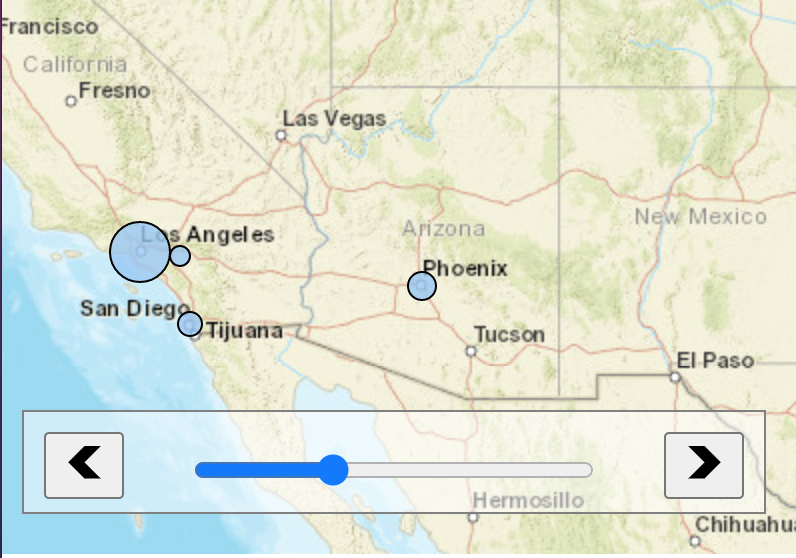 Francisco
California
Fresno
Las Vegas
Los Angeles
Arizona
New Mexico
Phoenix
San Diego
Tijuana
Tucson
El Paso
Hermosillo
Chihuahua